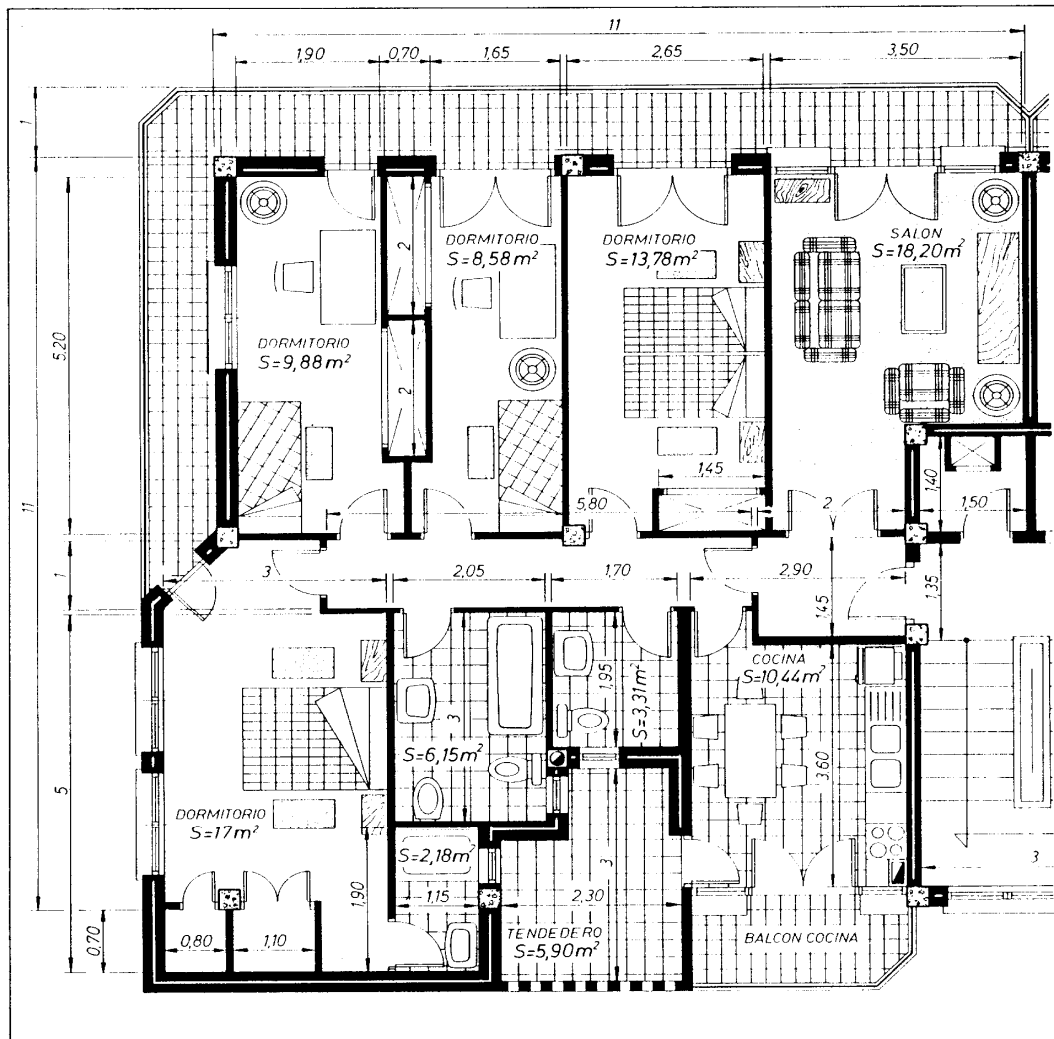 11
1,90
0,70
1,65
2,65
3,50
1
DORMITORIO
S=8,58 m²
DORMITORIO
S=13,78 m²
SALON
S=18,20 m²
2
5,20
DORMITORIO
S=9,88 m²
2
1,45
1,40
5,80
2
1,50
11
1
3
2,05
1,70
2,90
1,45
1,35
COCINA
S=10,44 m²
1,95
S=3,31 m²
3
S=6,15 m²
3,60
5
DORMITORIO
S=17 m²
S=2,18 m²
3
3
1,90
1,15
2,30
0,70
0,80
1,10
TENDEDERO
S=5,90 m²
BALCON COCINA